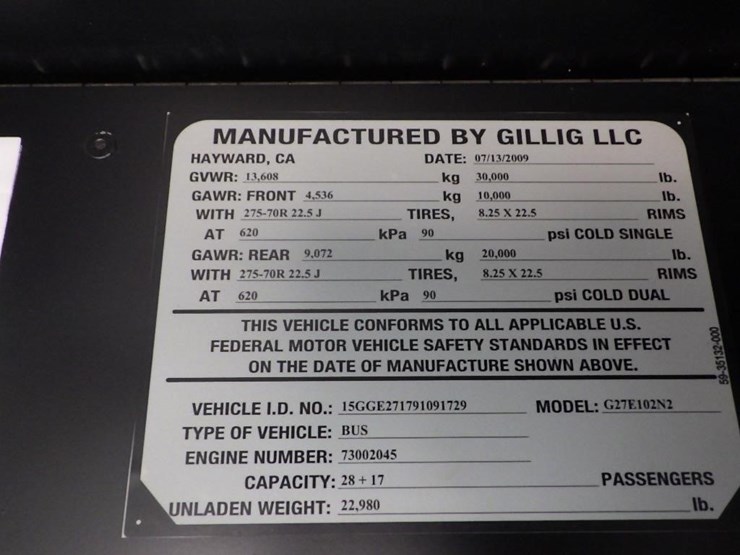 MANUFACTURED BY GILLIG LLC
HAYWARD, CA DATE: 07/13/2009
GVWR: 13,608 kg 30,000 lb.
GAWR: FRONT 4,536 kg 10,000 lb.
WITH 275-70R 22.5 J TIRES, 8.25 X 22.5 RIMS
AT 620 kPa 90 psi COLD SINGLE
GAWR: REAR 9,072 kg 20,000 lb.
WITH 275-70R 22.5 J TIRES, 8.25 X 22.5 RIMS
AT 620 kPa 90 psi COLD DUAL
THIS VEHICLE CONFORMS TO ALL APPLICABLE U.S.
FEDERAL MOTOR VEHICLE SAFETY STANDARDS IN EFFECT
ON THE DATE OF MANUFACTURE SHOWN ABOVE.
59-35132-000
VEHICLE I.D. NO.: 15GGE271791091729 MODEL: G27E102N2
TYPE OF VEHICLE: BUS
ENGINE NUMBER: 73002045
CAPACITY: 28 + 17 PASSENGERS
UNLADEN WEIGHT: 22,980 lb.